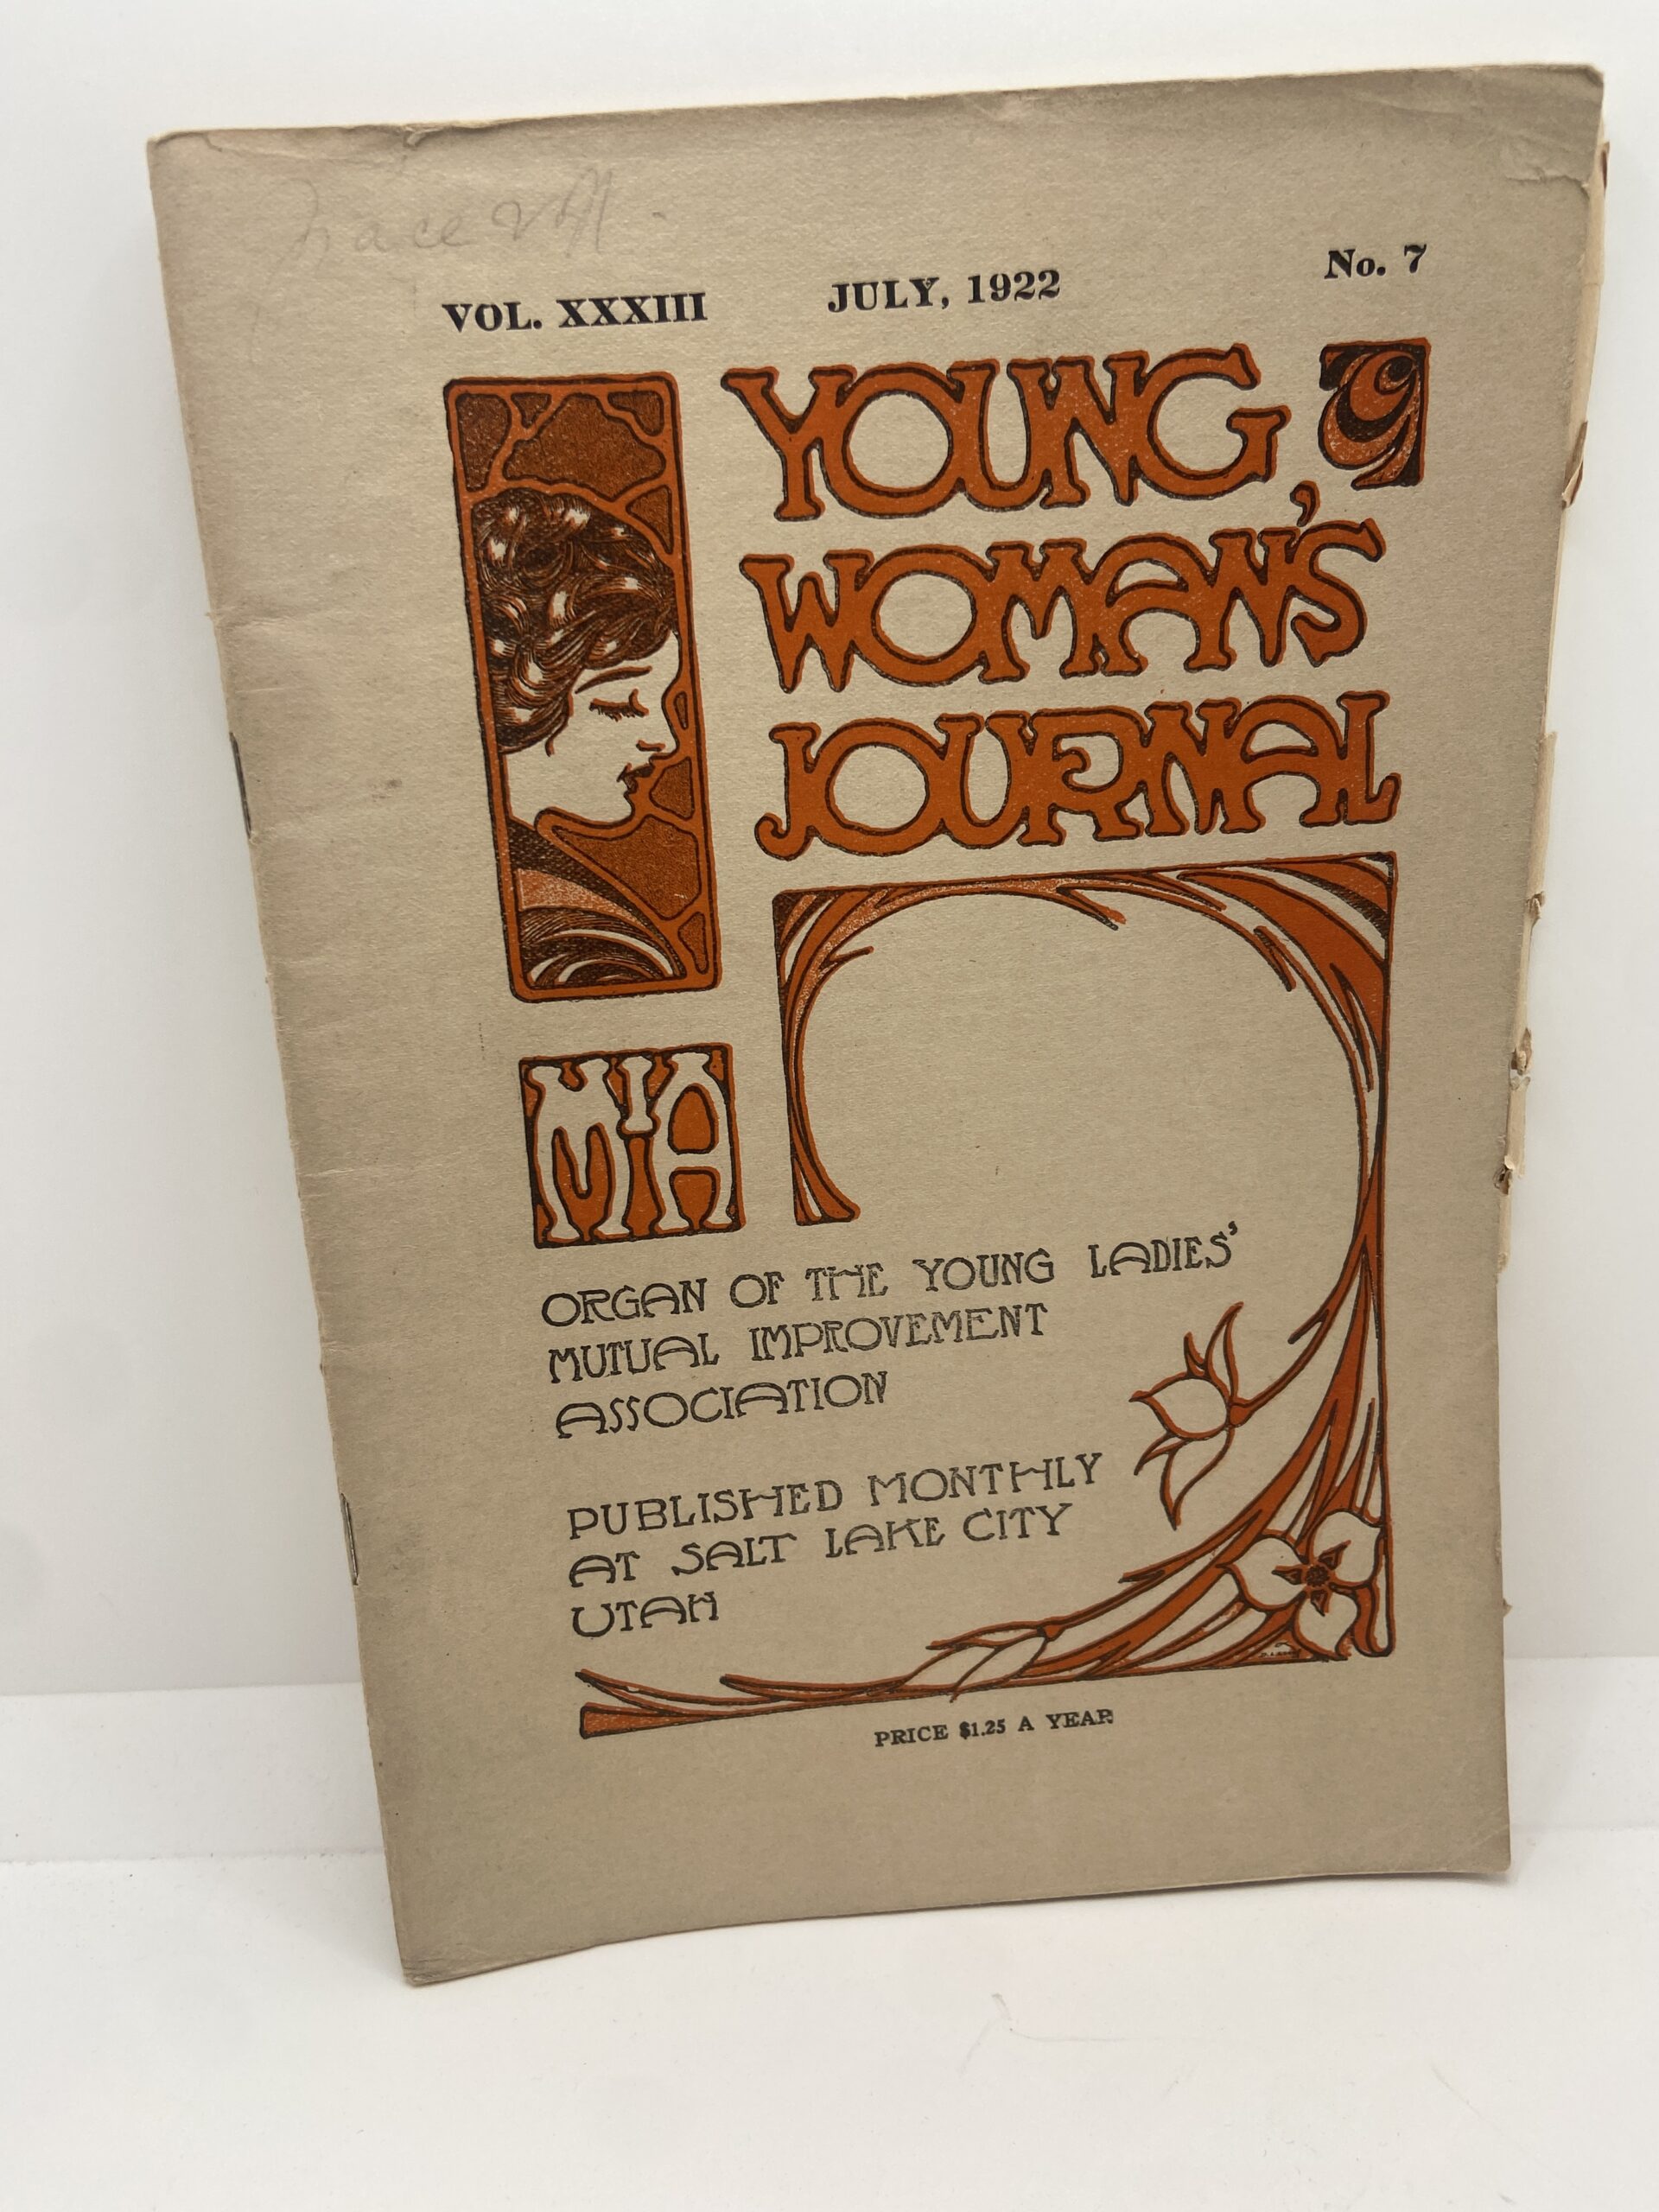 VOL. XXXIII JULY, 1922 No. 7
YOUNG
WOMAN'S
JOURNAL
MIA
ORGAN OF THE YOUNG LADIES'
MUTUAL IMPROVEMENT
ASSOCIATION
PUBLISHED MONTHLY
AT SALT LAKE CITY
UTAH
PRICE $1.25 A YEAR